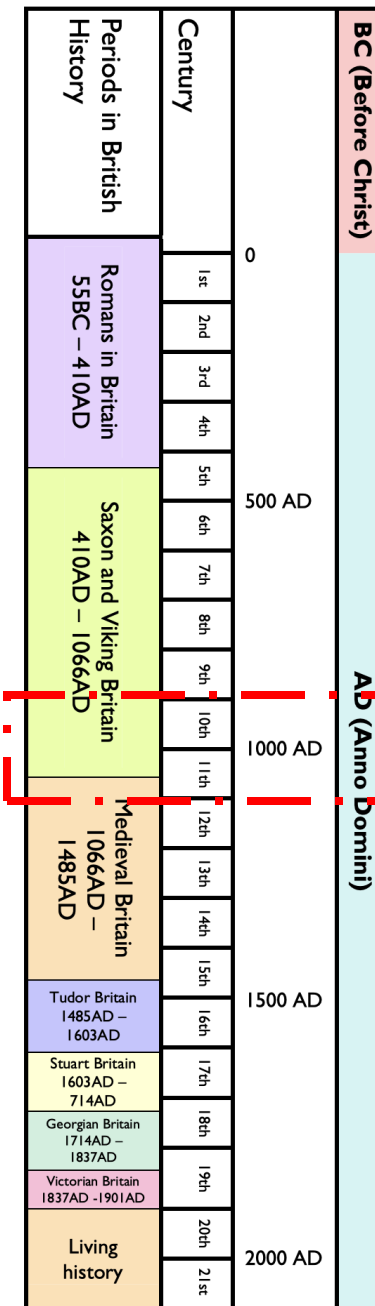 Periods in British
History
Century
BC (Before Christ)
0
AD (Anno Domini)
Romans in Britain
55BC – 410AD
Saxon and Viking Britain
410AD – 1066AD
Medieval Britain
1066AD –
1485AD
Tudor Britain
1485AD –
1603AD
Stuart Britain
1603AD –
714AD
Georgian Britain
1714AD –
1837AD
Victorian Britain
1837AD -1901AD
Living
history
1st
2nd
3rd
4th
5th
6th
7th
8th
9th
10th
11th
12th
13th
14th
15th
16th
17th
18th
19th
20th
21st
500 AD
1000 AD
1500 AD
2000 AD